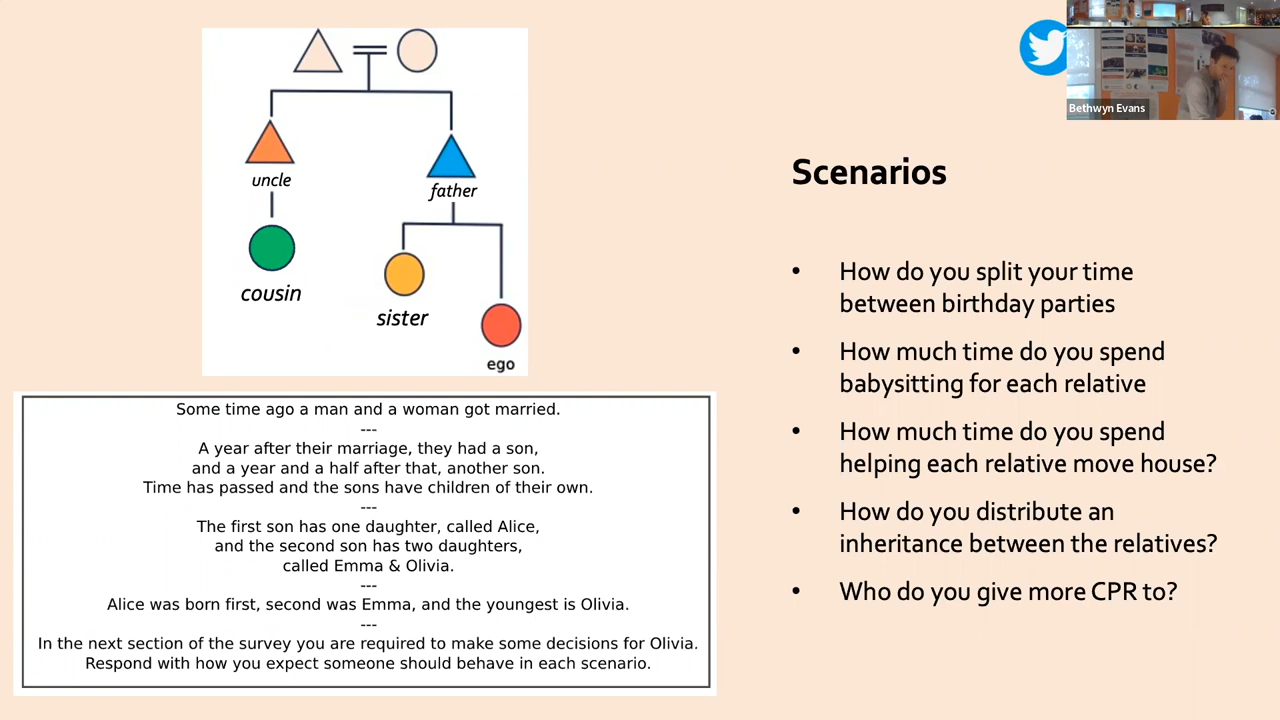 Bethwyn Evans
uncle
father
cousin
sister
ego
Scenarios
• How do you split your time
between birthday parties
• How much time do you spend
babysitting for each relative
• How much time do you spend
helping each relative move house?
• How do you distribute an
inheritance between the relatives?
• Who do you give more CPR to?
Some time ago a man and a woman got married.
---
A year after their marriage, they had a son,
and a year and a half after that, another son.
Time has passed and the sons have children of their own.
---
The first son has one daughter, called Alice,
and the second son has two daughters,
called Emma & Olivia.
---
Alice was born first, second was Emma, and the youngest is Olivia.
---
In the next section of the survey you are required to make some decisions for Olivia.
Respond with how you expect someone should behave in each scenario.